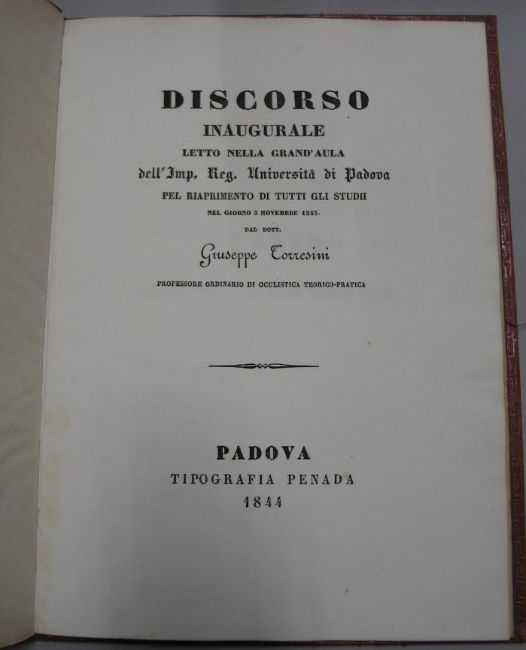 DISCORSO
INAUGURALE
LETTO NELLA GRAND'AULA
dell'Imp. Reg. Università di Padova
PEL RIAPRIMENTO DI TUTTI GLI STUDII
NEL GIORNO 3 NOVEMBRE 1843.
DAL DOTT.
Giuseppe Torresini
PROFESSORE ORDINARIO DI OCULISTICA TEORICO-PRATICA
PADOVA
TIPOGRAFIA PENADA
1844